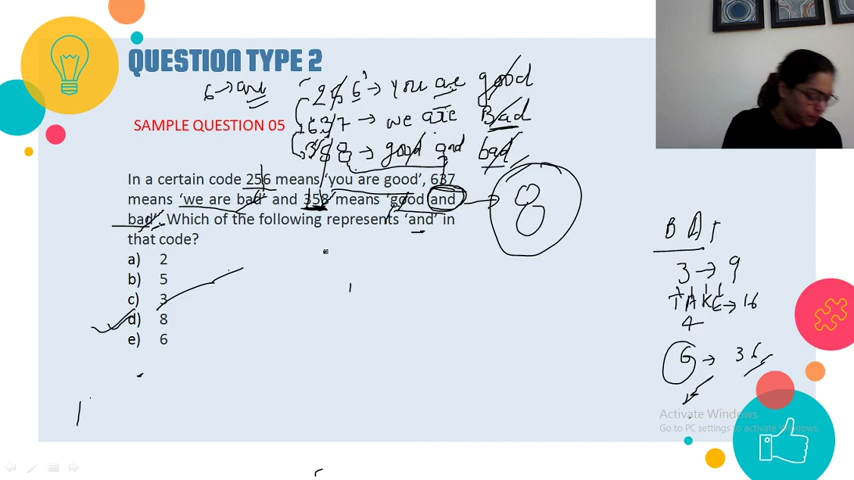 QUESTION TYPE 2
6 → are
256 → you are good
637 → we are Bad
358 → good and bad
SAMPLE QUESTION 05
In a certain code 256 means 'you are good', 637
means 'we are bad' and 358 means 'good and
bad'. Which of the following represents 'and' in
that code?
8
a) 2
b) 5
c) 3
d) 8
e) 6
BAT
3 → 9
TAKE → 16
4
6 → 36
Activate Windows
Go to PC settings to activate Windows.